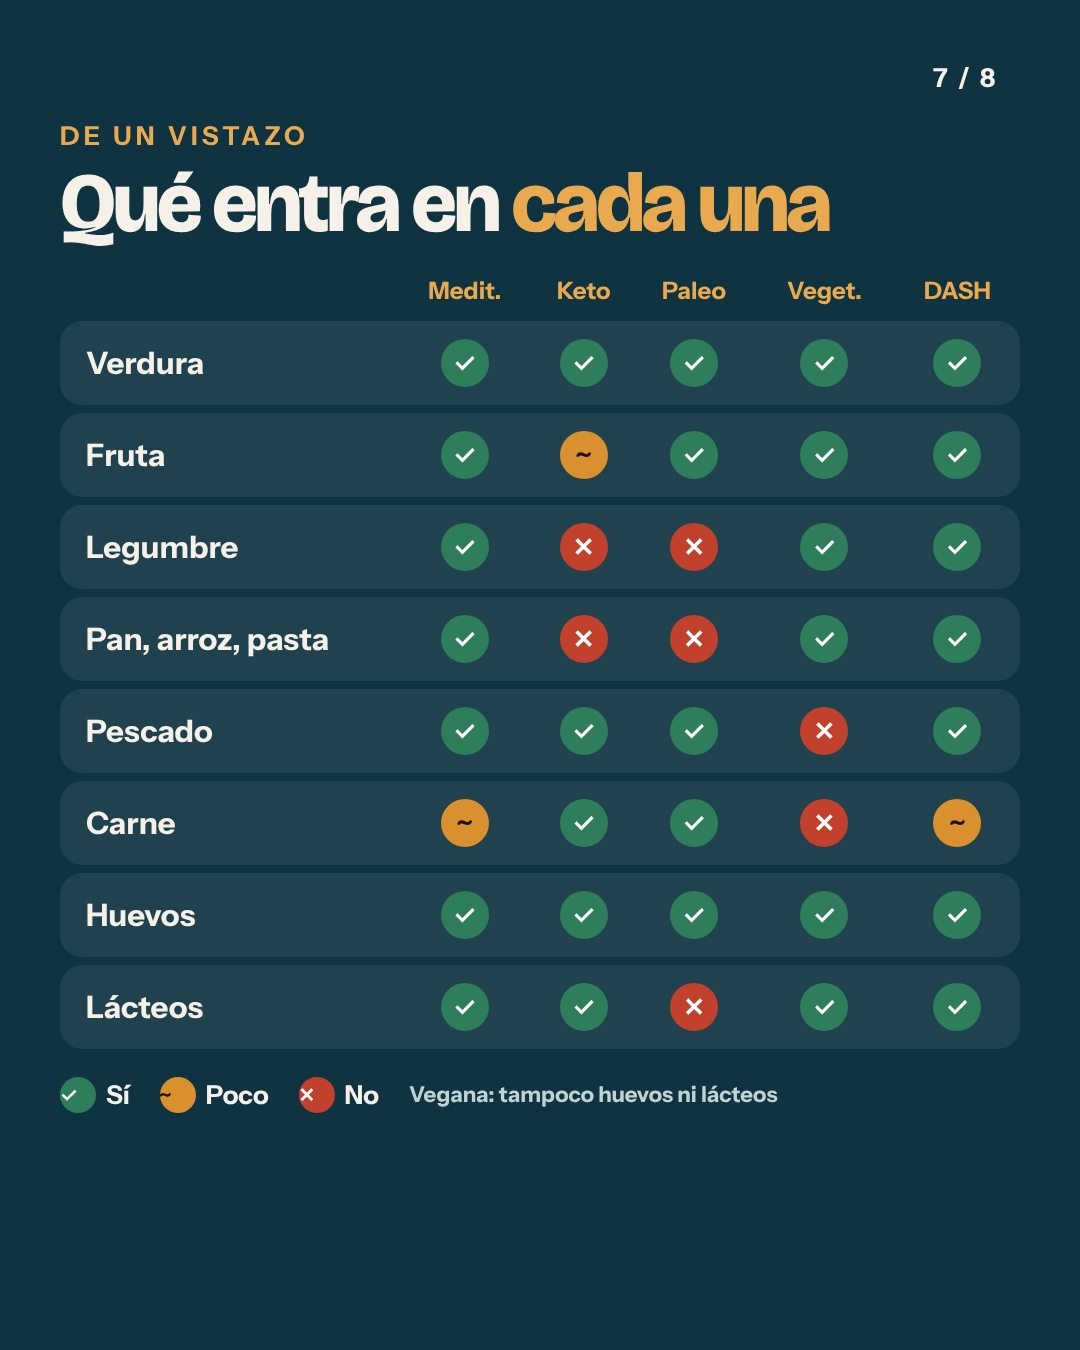 7 / 8
DE UN VISTAZO
Qué entra en cada una
Medit. Keto Paleo Veget. DASH
Verdura ✓ ✓ ✓ ✓ ✓
Fruta ✓ ~ ✓ ✓ ✓
Legumbre ✓ ✕ ✕ ✓ ✓
Pan, arroz, pasta ✓ ✕ ✕ ✓ ✓
Pescado ✓ ✓ ✓ ✕ ✓
Carne ~ ✓ ✓ ✕ ~
Huevos ✓ ✓ ✓ ✓ ✓
Lácteos ✓ ✓ ✕ ✓ ✓
✓ Sí ~ Poco ✕ No Vegana: tampoco huevos ni lácteos